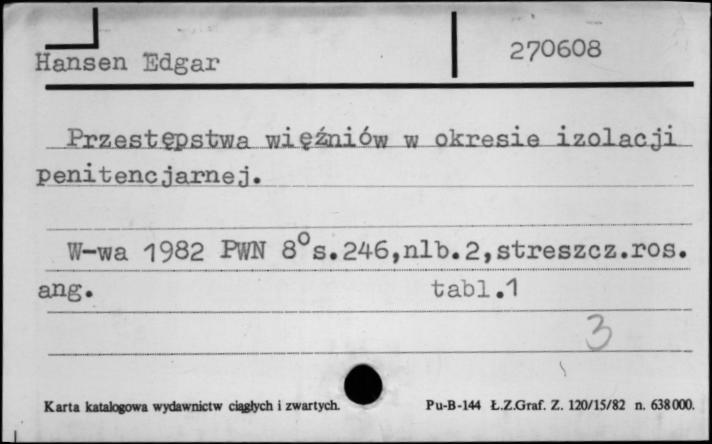 Hansen Edgar 270608
Przestępstwa więźniów w okresie izolacji
penitencjarnej.
W-wa 1982 PWN 8° s.246,nlb.2,streszcz.ros.
ang. tabl.1
3
Karta katalogowa wydawnictw ciągłych i zwartych. Pu-B-144 Ł.Z.Graf. Z. 120/15/82 n. 638000.